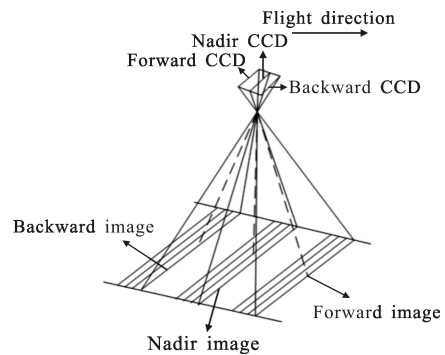 Flight direction
Nadir CCD
Forward CCD
Backward CCD
Backward image
Forward image
Nadir image